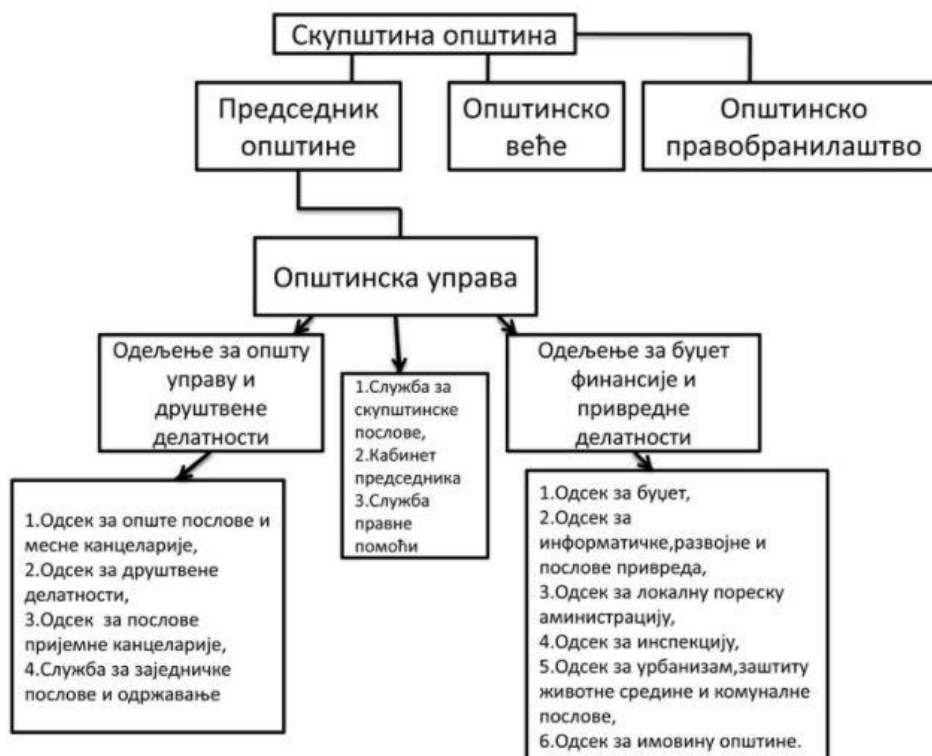 Скупштина општина
Председник
општине
Општинско
веће
Општинско
правобранилаштво
Општинска управа
Одељење за општу
управу и
друштвене
делатности
1.Служба за
скупштинске
послове,
2.Кабинет
председника
3.Служба
правне
помоћи
Одељење за буџет
финансије и
привредне
делатности
1.Одсек за опште послове и
месне канцеларије,
2.Одсек за друштвене
делатности,
3.Одсек за послове
пријемне канцеларије,
4.Служба за заједничке
послове и одржавање
1.Одсек за буџет,
2.Одсек за
информатичке,развојне и
послове привреда,
3.Одсек за локалну пореску
аминистрацију,
4.Одсек за инспекцију,
5.Одсек за урбанизам,заштиту
животне средине и комуналне
послове,
6.Одсек за имовину општине.